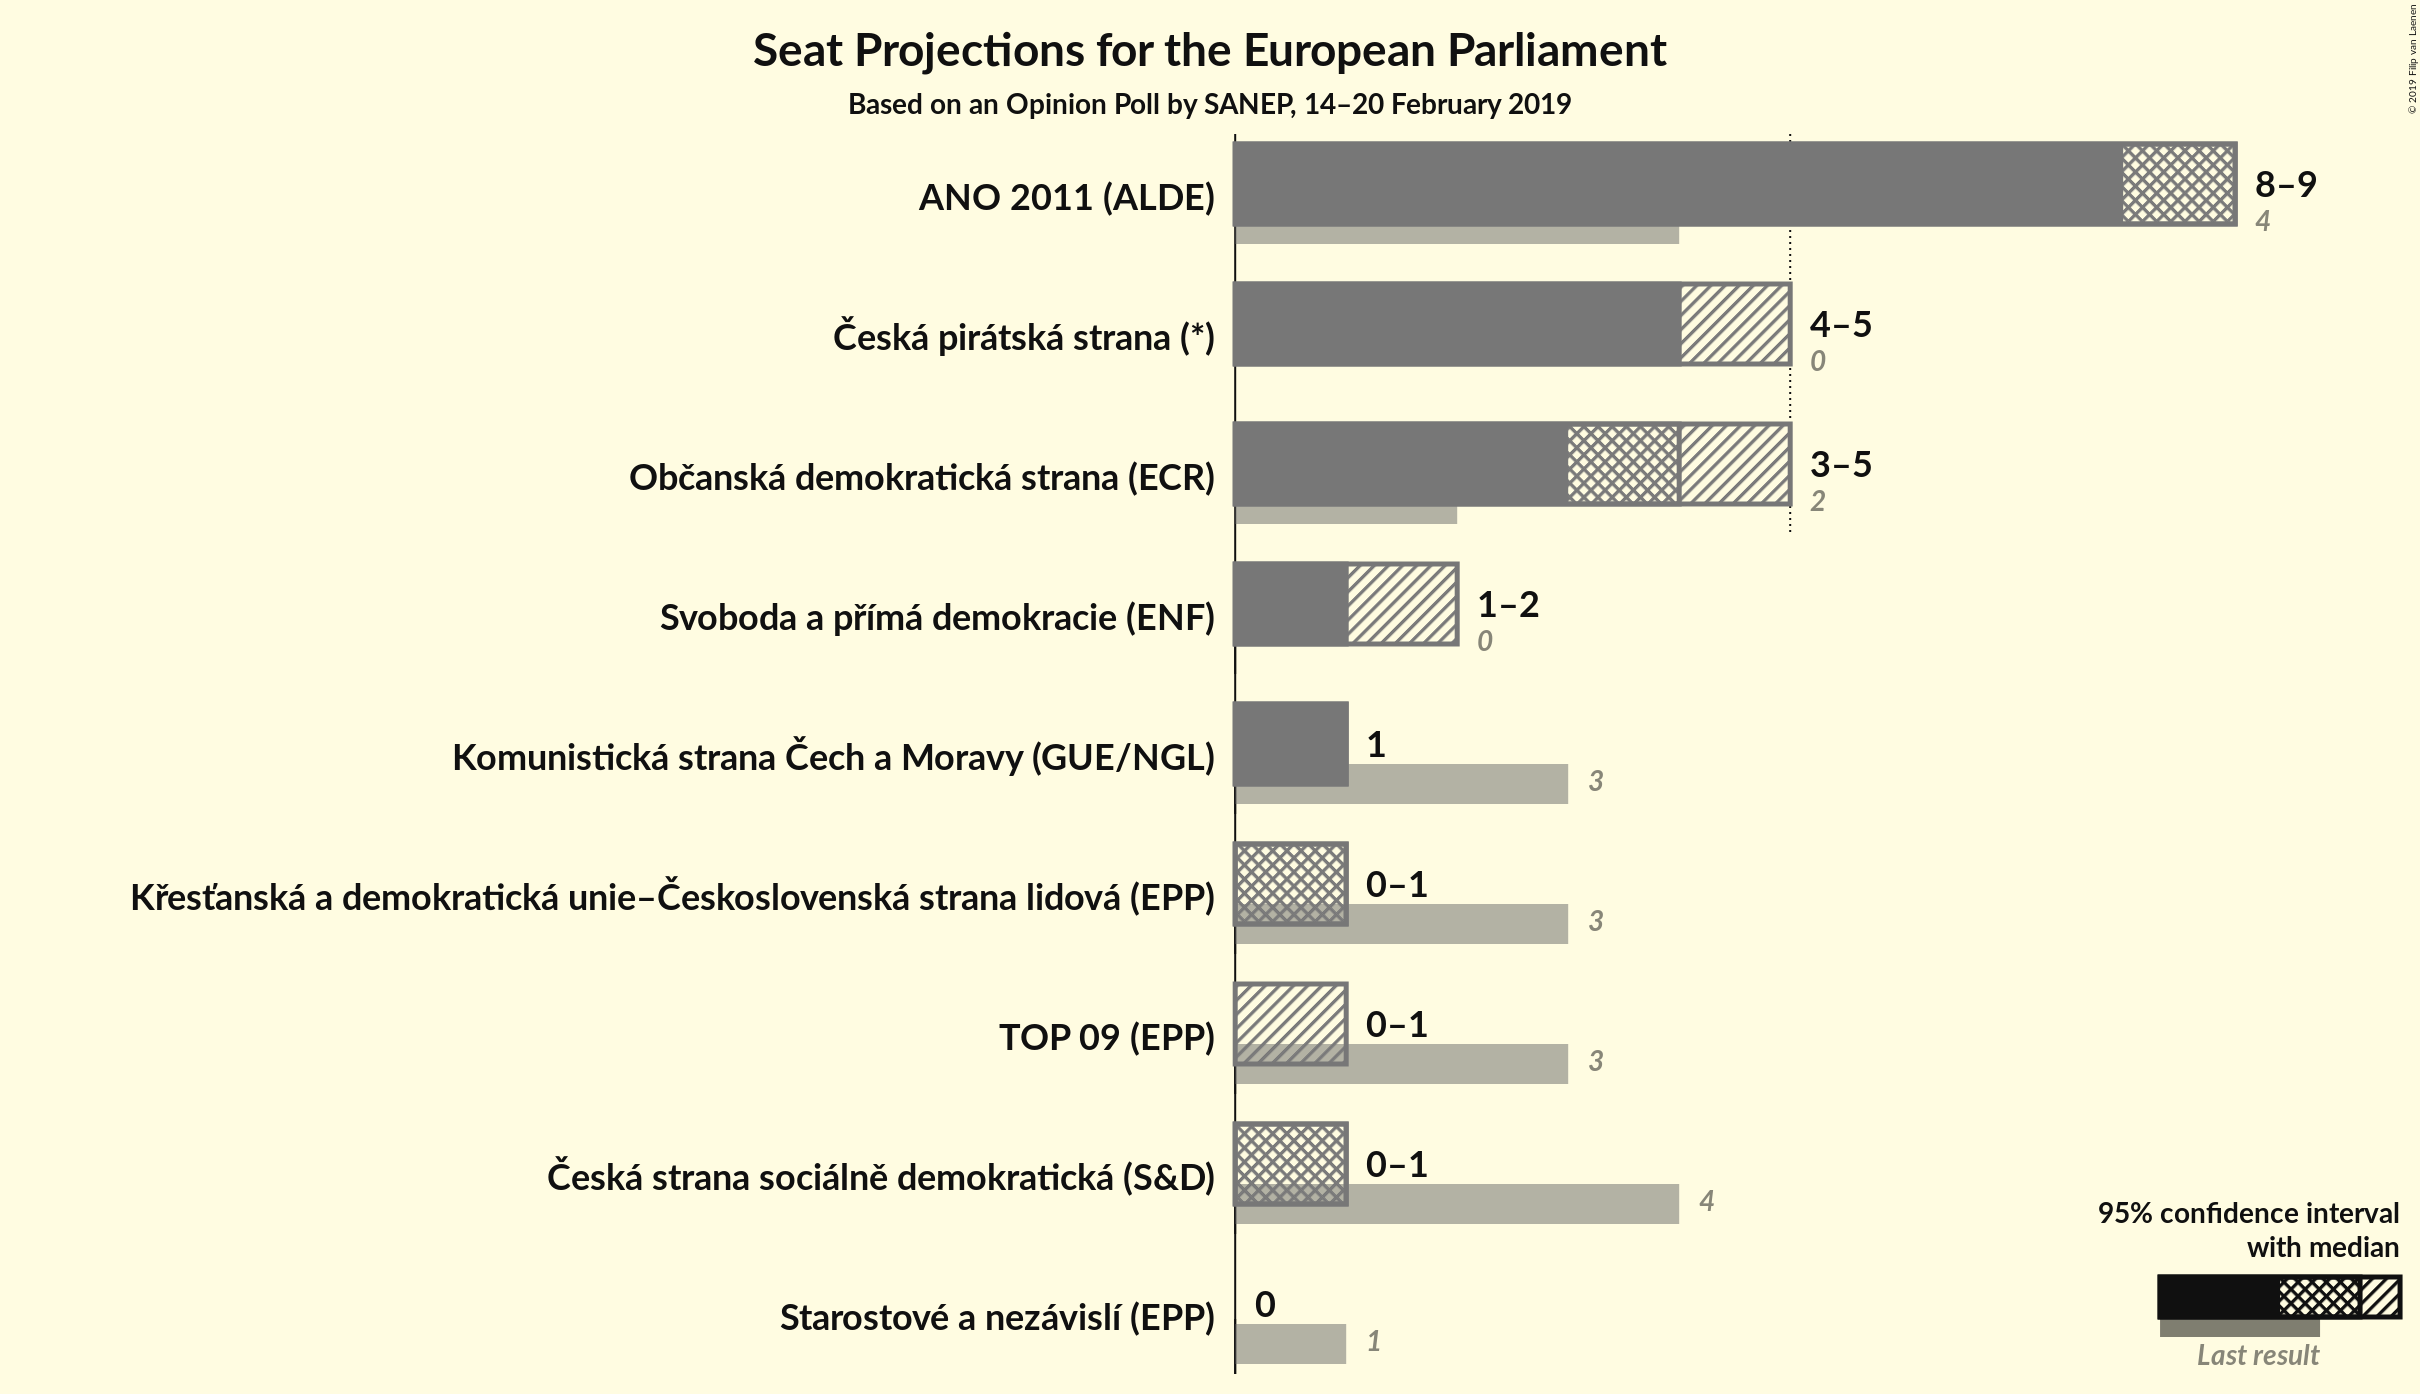 Seat Projections for the European Parliament
Based on an Opinion Poll by SANEP, 14–20 February 2019
© 2019 Filip van Laenen
ANO 2011 (ALDE)
8–9
4
Česká pirátská strana (*)
4–5
0
Občanská demokratická strana (ECR)
3–5
2
Svoboda a přímá demokracie (ENF)
1–2
0
Komunistická strana Čech a Moravy (GUE/NGL)
1
3
Křesťanská a demokratická unie–Československá strana lidová (EPP)
0–1
3
TOP 09 (EPP)
0–1
3
Česká strana sociálně demokratická (S&D)
0–1
4
Starostové a nezávislí (EPP)
0
1
95% confidence interval
with median
Last result